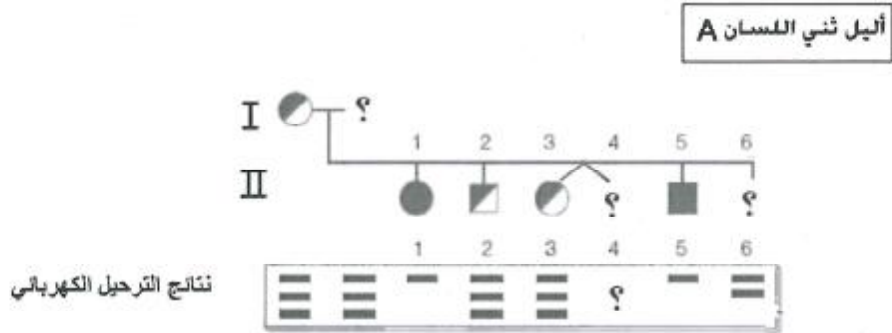 أليل ثني اللسان A
I ؟
1 2 3 4 5 6
II ؟ ؟
نتائج الترحيل الكهربائي
1 2 3 4 5 6
؟